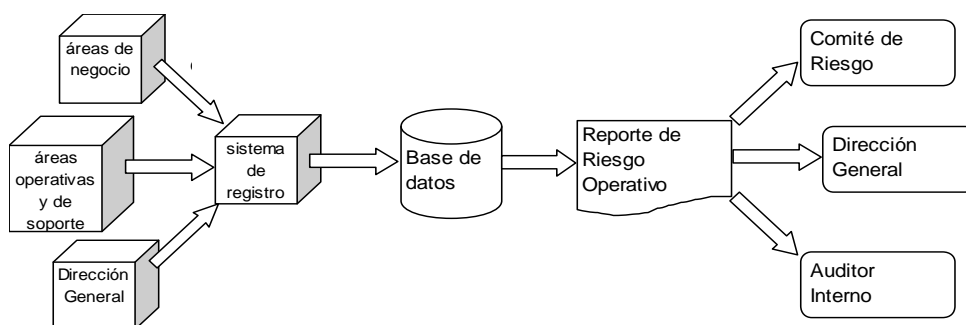 áreas de
negocio
áreas
operativas
y de
soporte
Dirección
General
sistema
de
registro
Base de
datos
Reporte de
Riesgo
Operativo
Comité de
Riesgo
Dirección
General
Auditor
Interno